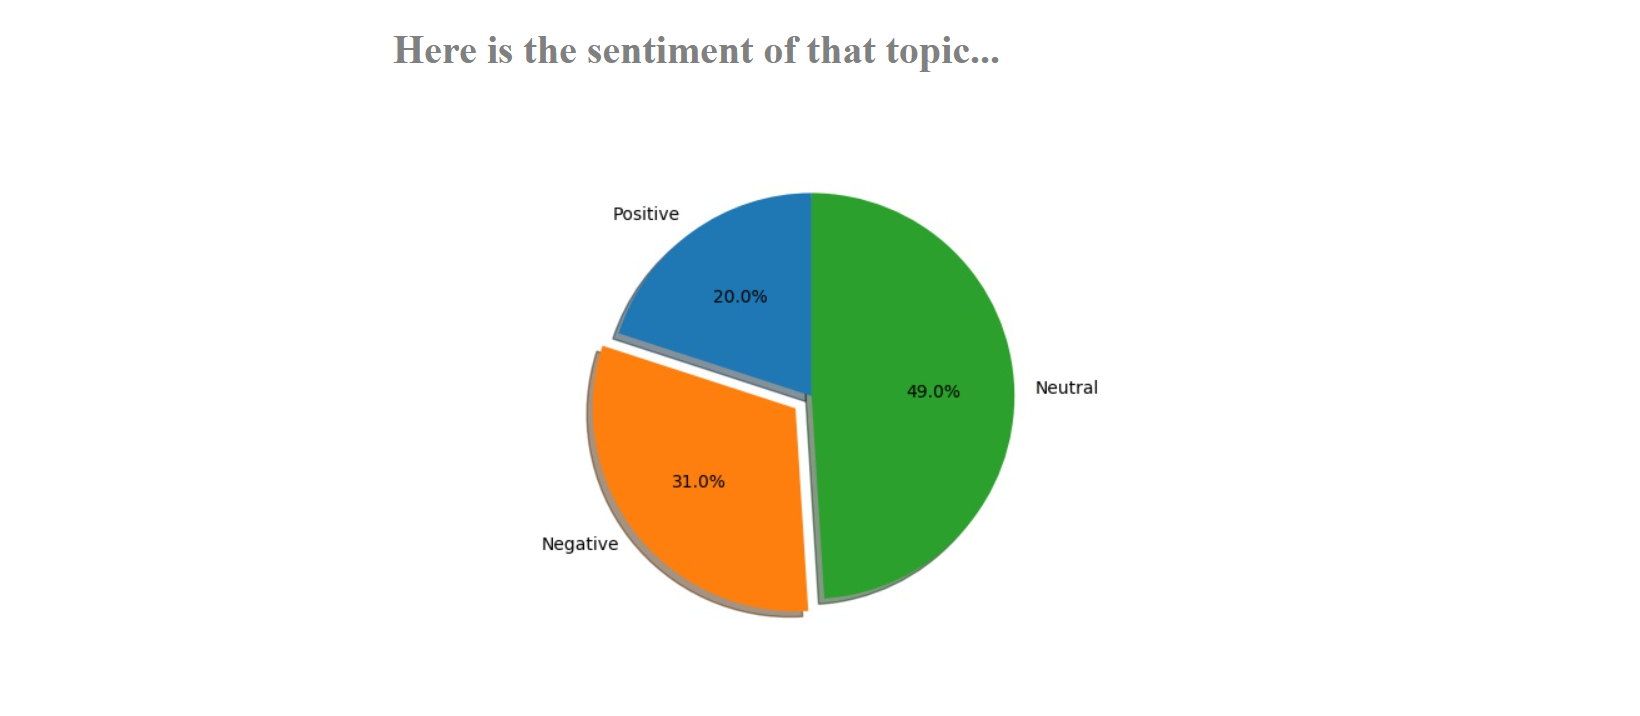 Here is the sentiment of that topic...
Positive
20.0%
49.0%
Neutral
31.0%
Negative